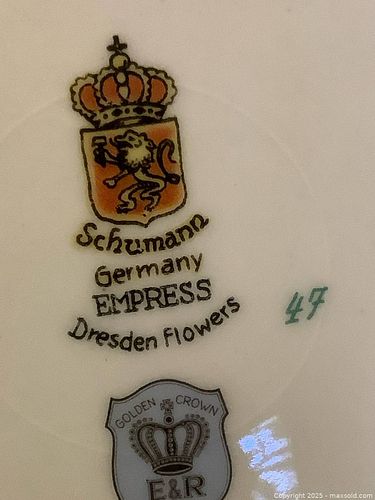 Schumann
Germany
EMPRESS
Dresden Flowers
47
GOLDEN CROWN
E&R
Copyright 2025 - maxsold.com